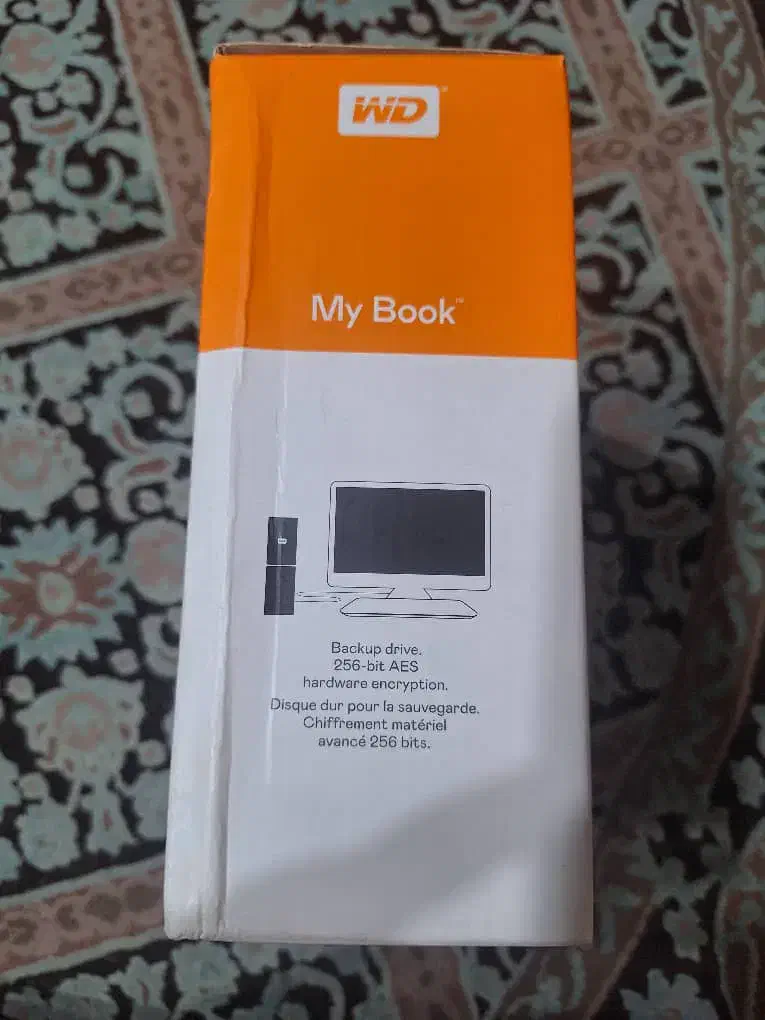 WD
My Book™
Backup drive.
256-bit AES
hardware encryption.
Disque dur pour la sauvegarde.
Chiffrement matériel
avancé 256 bits.